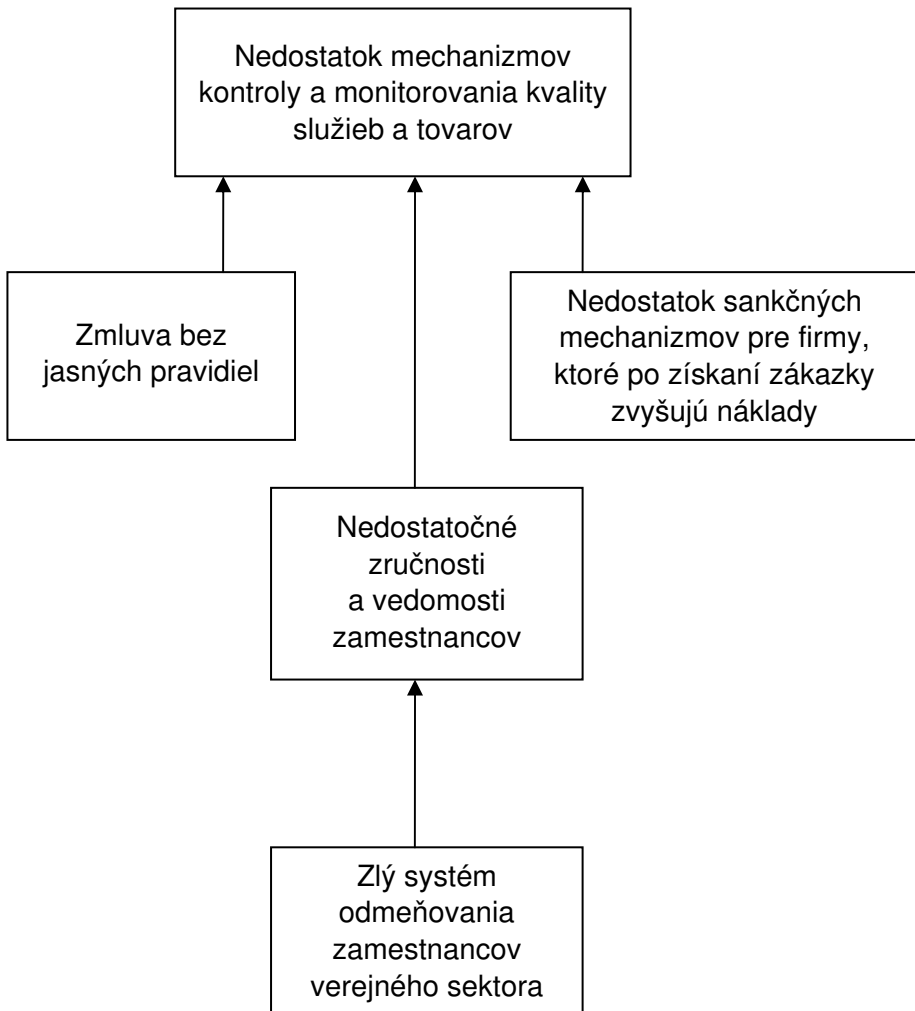 Nedostatok mechanizmov
kontroly a monitorovania kvality
služieb a tovarov
Zmluva bez
jasných pravidiel
Nedostatok sankčných
mechanizmov pre firmy,
ktoré po získaní zákazky
zvyšujú náklady
Nedostatočné
zručnosti
a vedomosti
zamestnancov
Zlý systém
odmeňovania
zamestnancov
verejného sektora